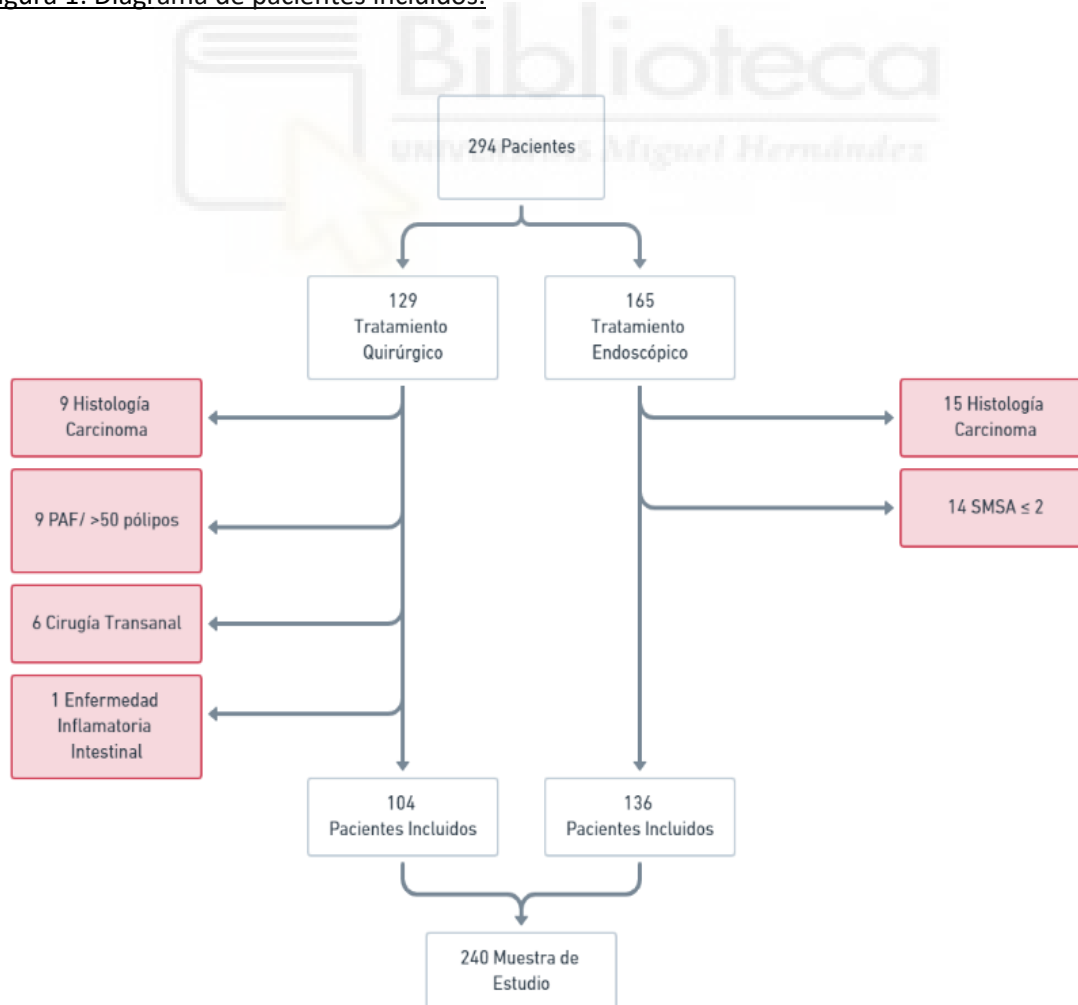 igura 1. Diagrama de pacientes incluidos.
Biblioteca
UNIVERSITAS Miguel Hernández
294 Pacientes
129
Tratamiento
Quirúrgico
165
Tratamiento
Endoscópico
9 Histología
Carcinoma
15 Histología
Carcinoma
9 PAF/ >50 pólipos
14 SMSA ≤ 2
6 Cirugía Transanal
1 Enfermedad
Inflamatoria
Intestinal
104
Pacientes Incluidos
136
Pacientes Incluidos
240 Muestra de
Estudio